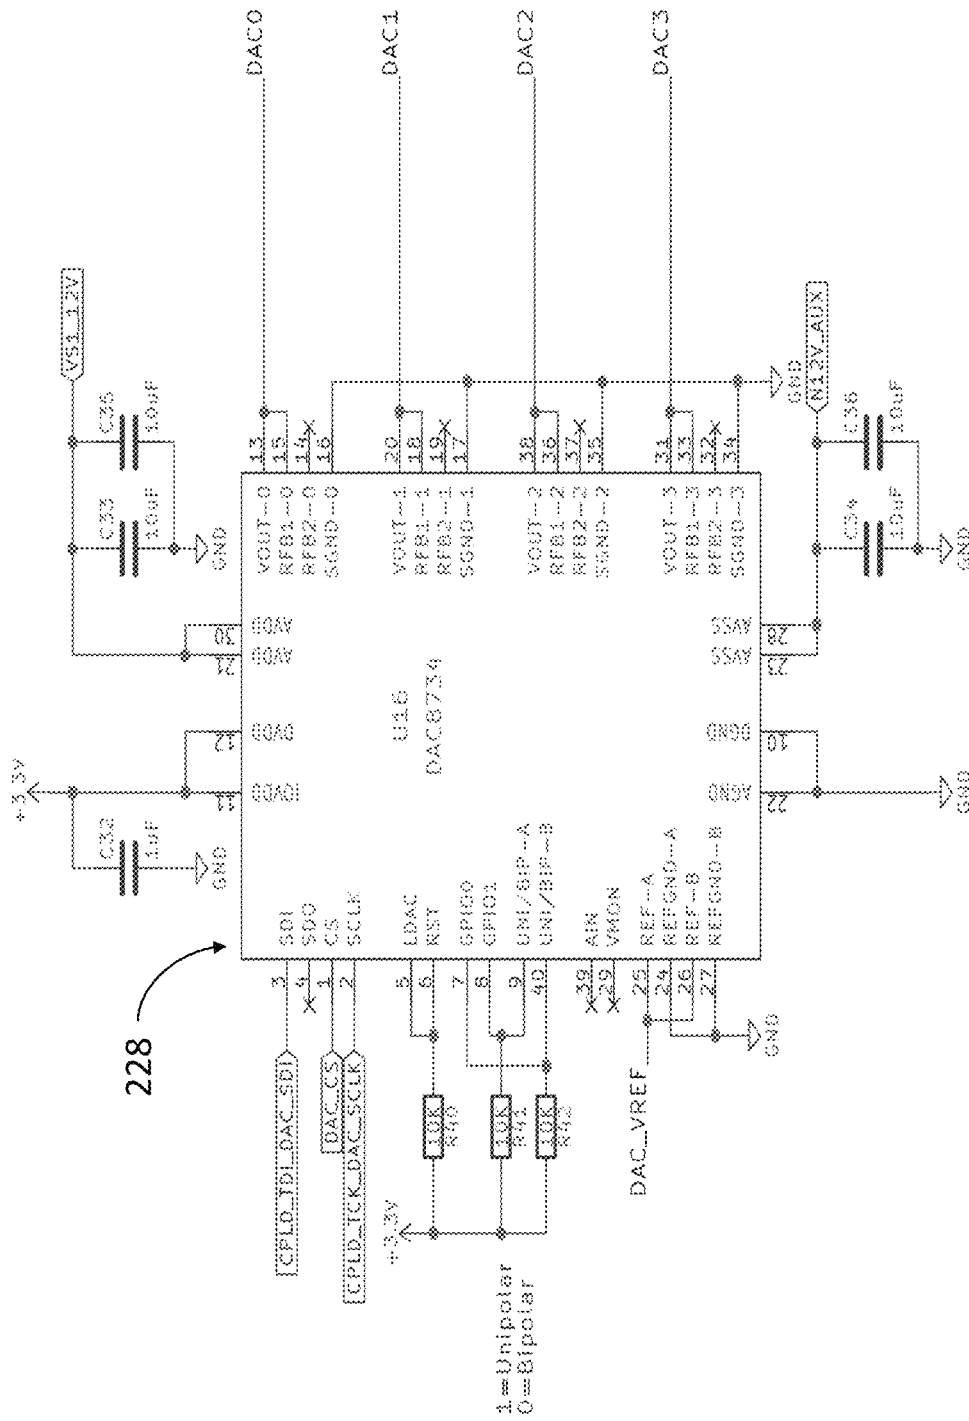 228
VS1_12V
+3.3V
C32
1uF
GND
C33
10uF
C35
10uF
GND
11
12
21
30
IOVDD
DVDD
AVDD
AVDD
CPLD_TDI_DAC_SDI
3
SDI
4
SDO
DAC_CS
1
CS
CPLD_TCK_DAC_SCLK
2
SCLK
+3.3V
10K
R40
5
LDAC
6
RST
7
GPIO0
8
GPIO1
10K
R41
9
UNI/BIP-A
10K
R42
40
UNI/BIP-B
1=Unipolar
0=Bipolar
39
AIN
29
VMON
DAC_VREF
25
REF-A
24
REFGND-A
26
REF-B
27
REFGND-B
GND
U16
DAC8734
VOUT-0
13
DAC0
RFB1-0
15
RFB2-0
14
SGND-0
16
VOUT-1
20
DAC1
RFB1-1
18
RFB2-1
19
SGND-1
17
VOUT-2
38
DAC2
RFB1-2
36
RFB2-2
37
SGND-2
35
VOUT-3
31
DAC3
RFB1-3
33
RFB2-3
32
SGND-3
34
GND
AGND
DGND
AVSS
AVSS
22
10
23
28
GND
N12V_AUX
C34
10uF
C36
10uF
GND